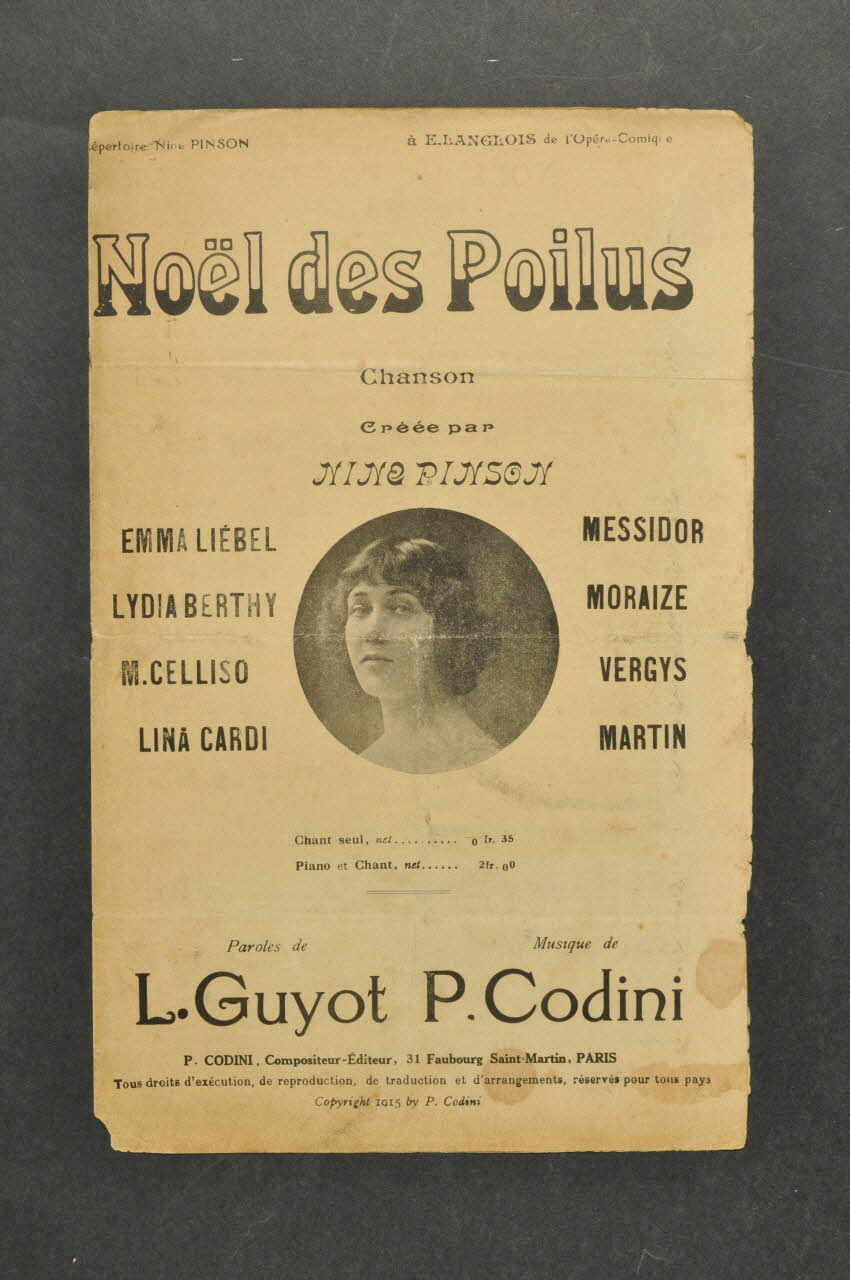 épertoire Nine PINSON
à E. LANGLOIS de l'Opéra-Comique
Noël des Poilus
Chanson
Créée par
NINE PINSON
EMMA LIÉBEL
LYDIA BERTHY
M. CELLISO
LINA CARDI
MESSIDOR
MORAIZE
VERGYS
MARTIN
Chant seul, net.......... 0 fr. 35
Piano et Chant, net...... 2fr. 00
Paroles de
L. Guyot
Musique de
P. Codini
P. CODINI, Compositeur-Éditeur, 31 Faubourg Saint-Martin, PARIS
Tous droits d'exécution, de reproduction, de traduction et d'arrangements, réservés pour tous pays
Copyright 1915 by P. Codini